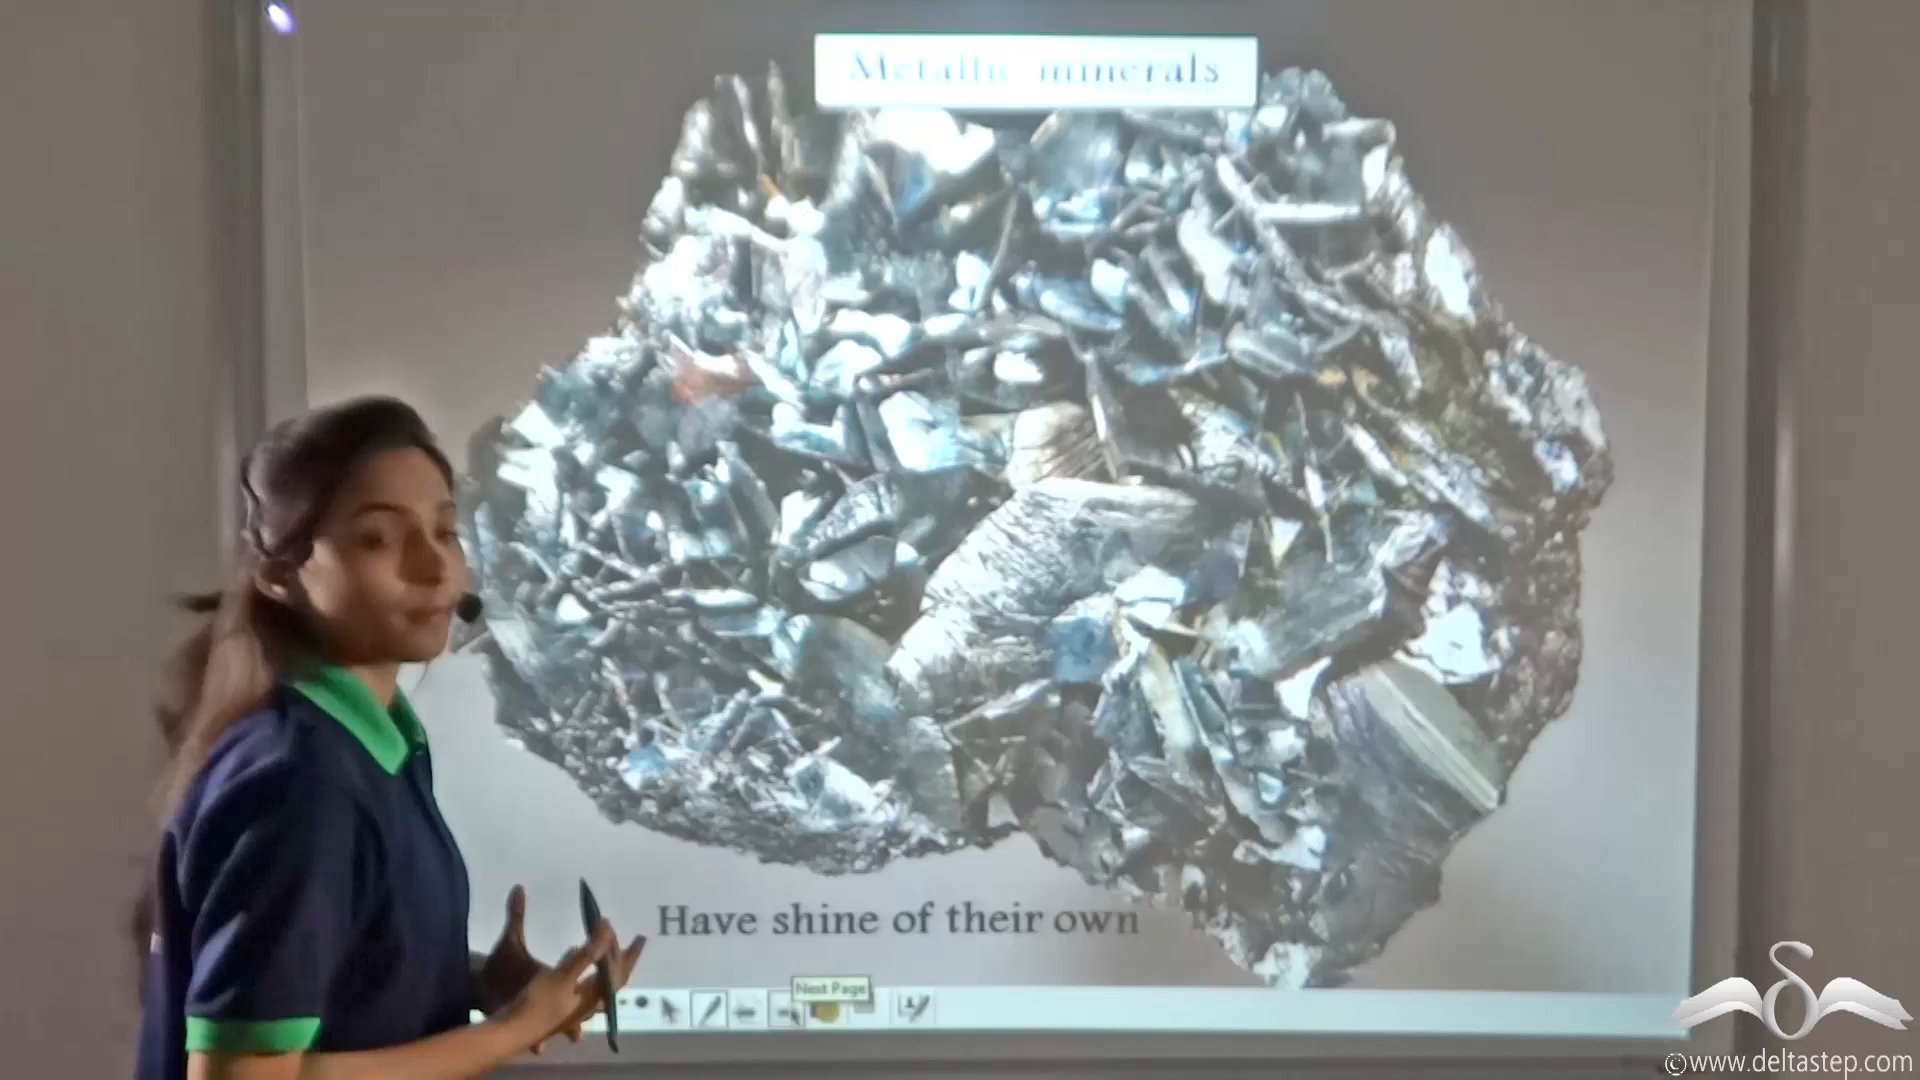 Metallic minerals
Have shine of their own
Next Page
©www.deltastep.com